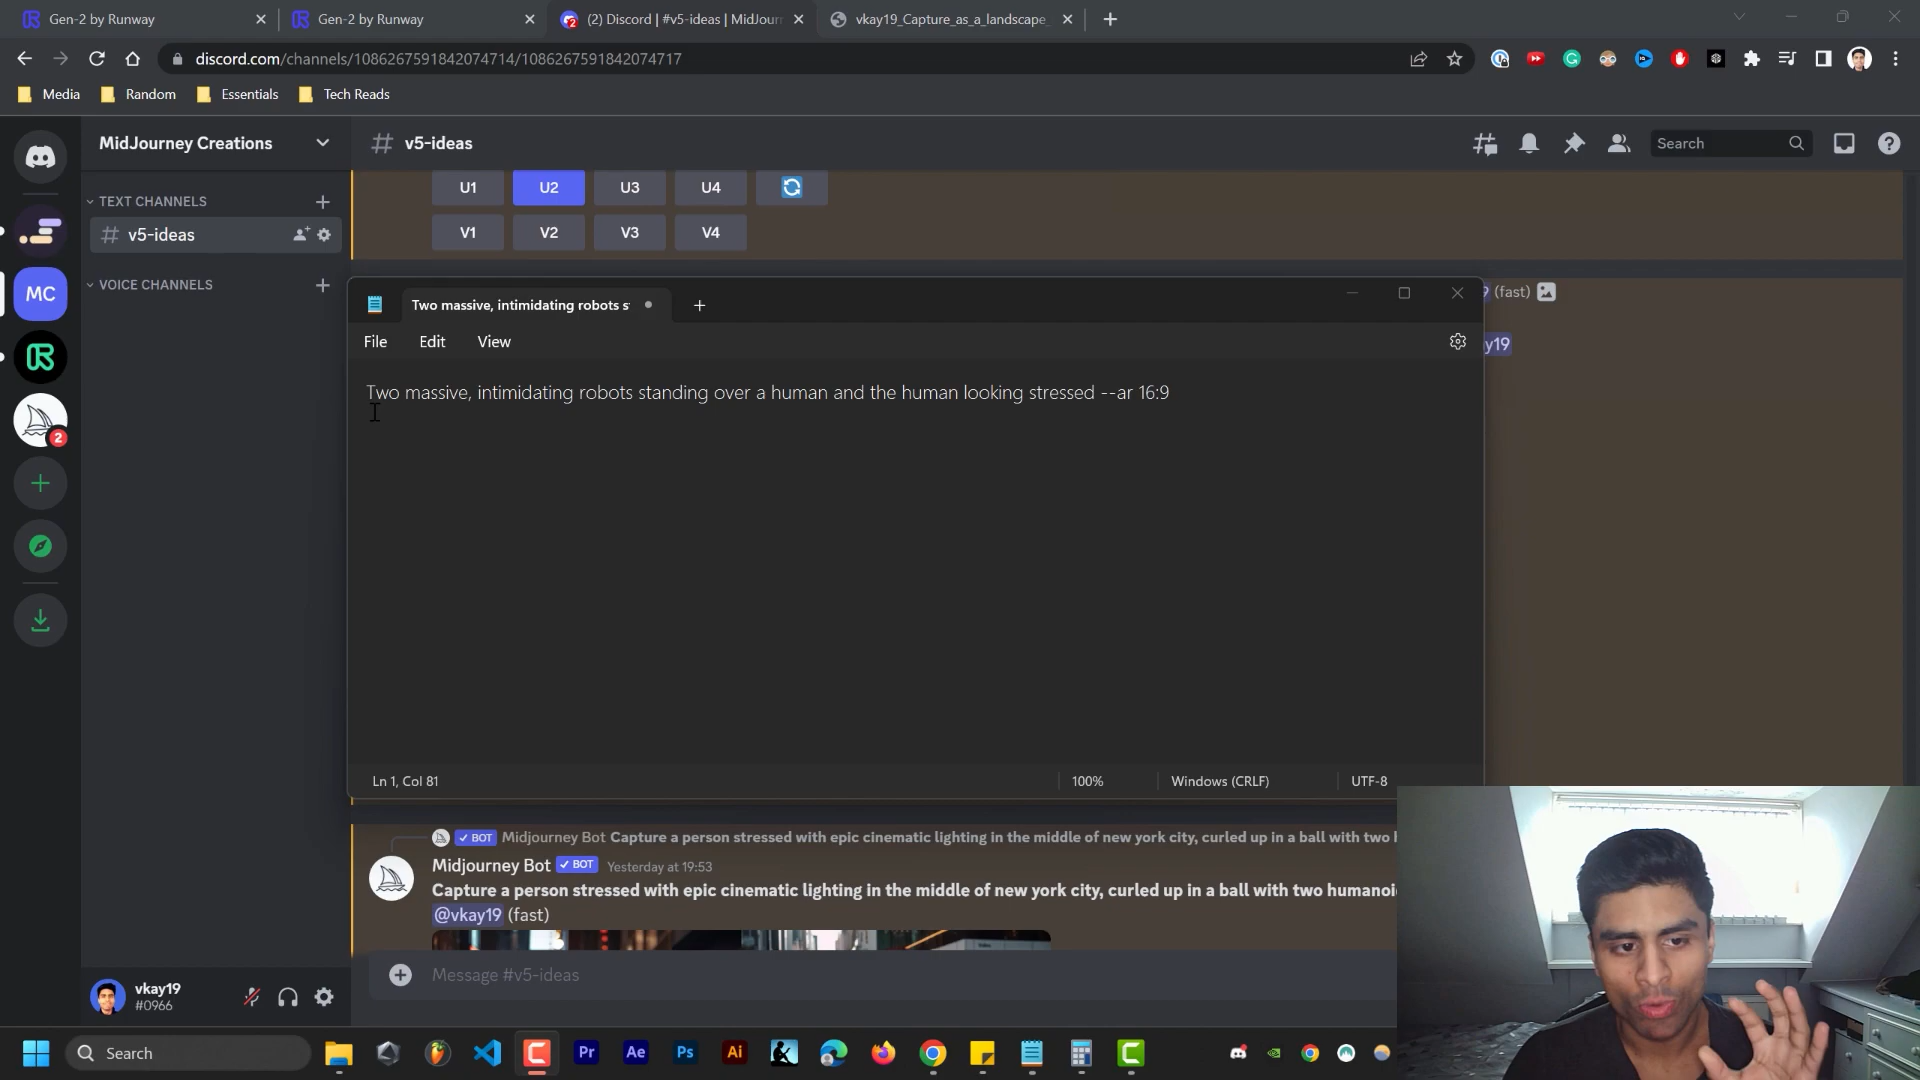 Gen-2 by Runway
Gen-2 by Runway
(2) Discord | #v5-ideas | MidJourn
vkay19_Capture_as_a_landscape_
discord.com/channels/1086267591842074714/1086267591842074717
Media
Random
Essentials
Tech Reads
MidJourney Creations
v5-ideas
Search
U1
U2
U3
U4
TEXT CHANNELS
v5-ideas
V1
V2
V3
V4
VOICE CHANNELS
MC
Two massive, intimidating robots s
(fast)
File
Edit
View
y19
Two massive, intimidating robots standing over a human and the human looking stressed --ar 16:9
2
Ln 1, Col 81
100%
Windows (CRLF)
UTF-8
BOT Midjourney Bot Capture a person stressed with epic cinematic lighting in the middle of new york city, curled up in a ball with two h
Midjourney Bot BOT Yesterday at 19:53
Capture a person stressed with epic cinematic lighting in the middle of new york city, curled up in a ball with two humanoi
@vkay19 (fast)
Message #v5-ideas
vkay19
#0966
Search
Pr
Ae
Ps
Ai